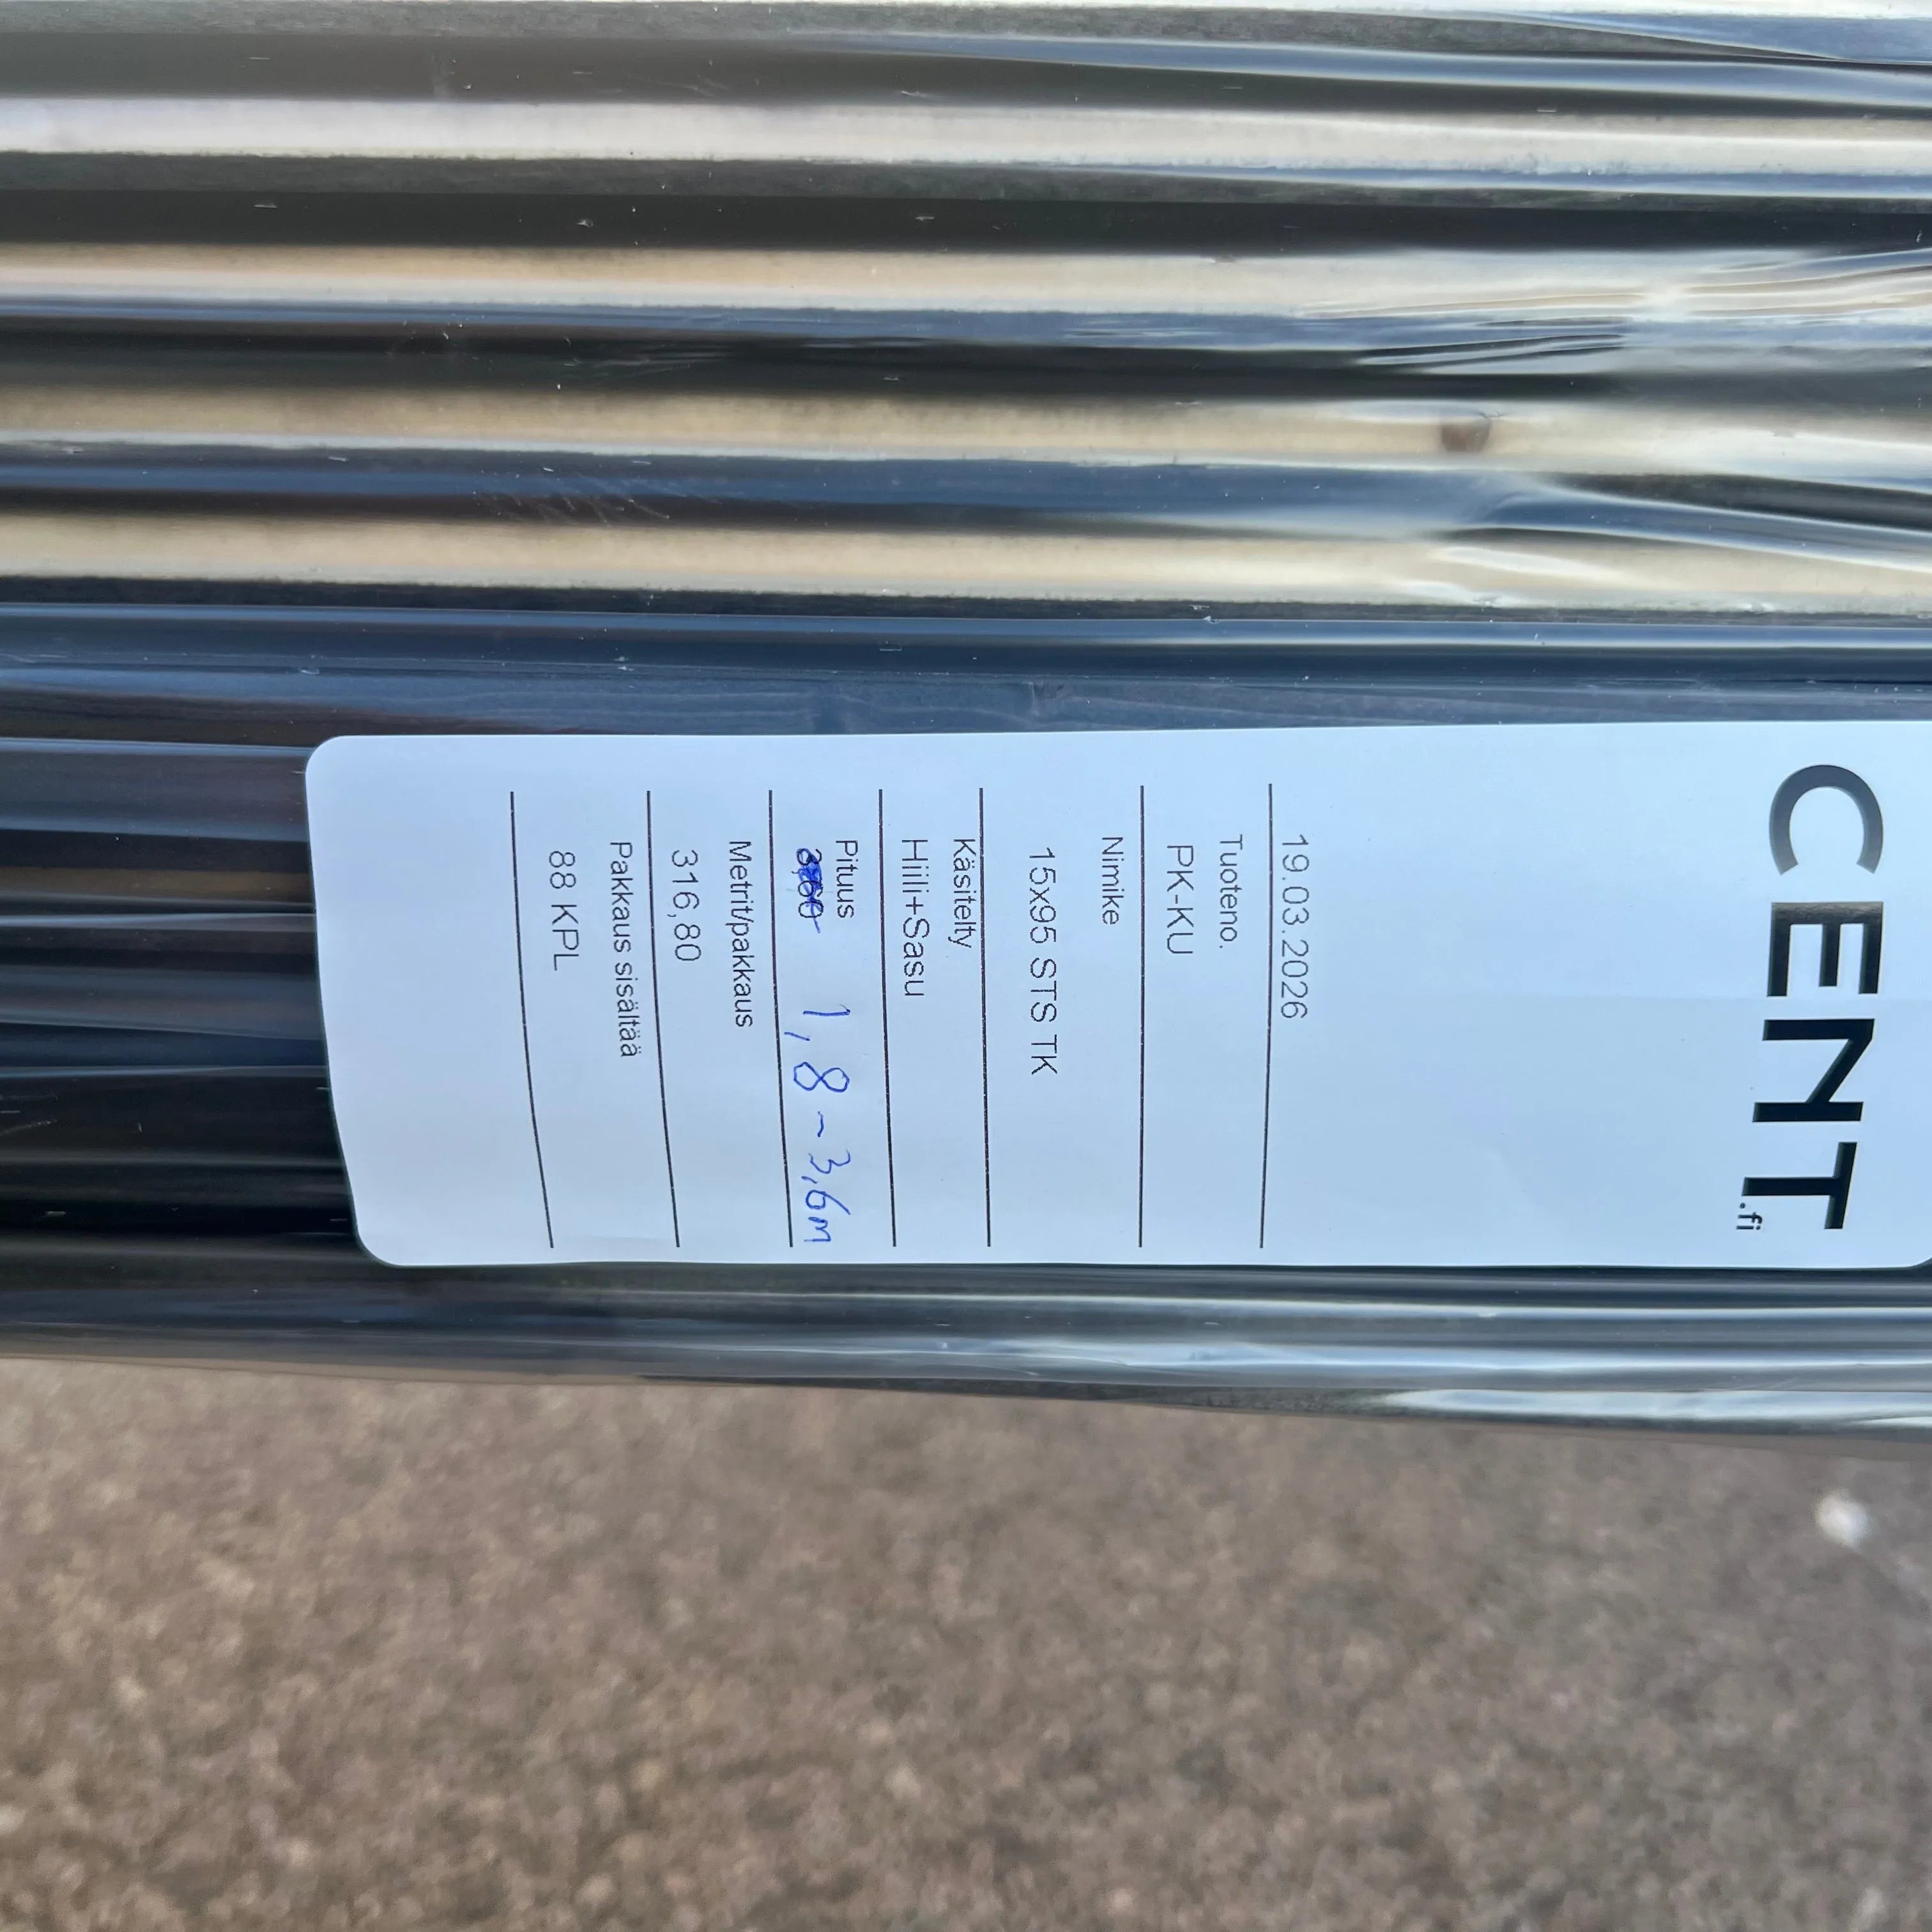 CENT.fi
19.03.2026
Tuoteno.
PK-KU
Nimike
15x95 STS TK
Käsitelty
Hiili+Sasu
Pituus
1,8-3,6m
Metrit/pakkaus
316,80
Pakkaus sisältää
88 KPL